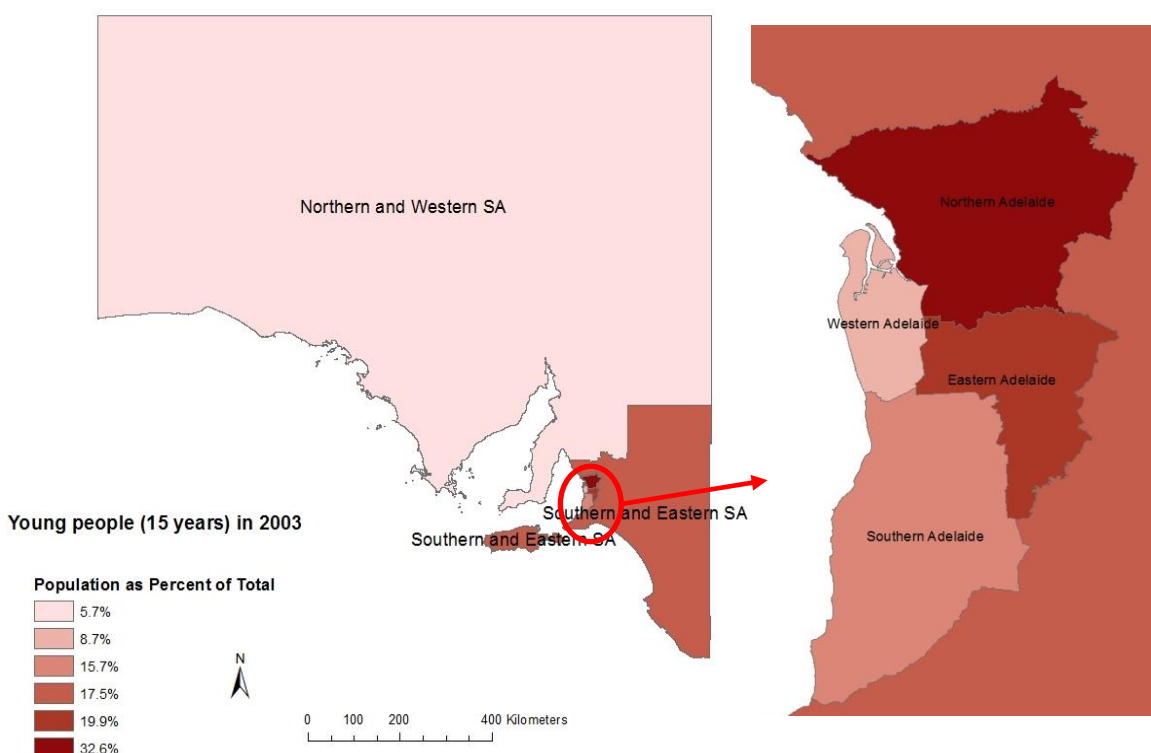 Northern and Western SA
Southern and Eastern SA
Southern and Eastern SA
Northern Adelaide
Western Adelaide
Eastern Adelaide
Southern Adelaide
Young people (15 years) in 2003
Population as Percent of Total
5.7%
8.7%
15.7%
17.5%
19.9%
32.6%
N
0 100 200 400 Kilometers